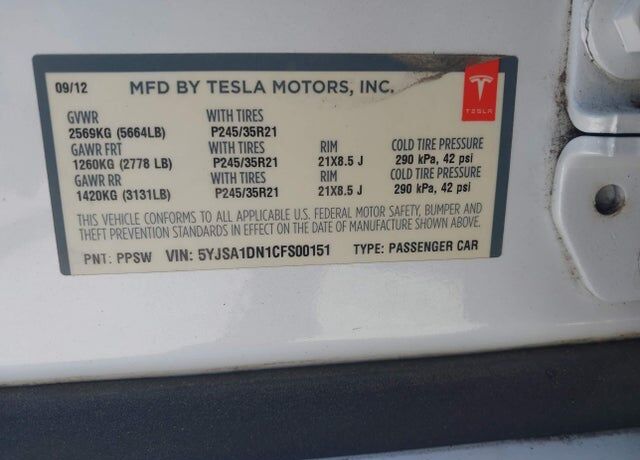 09/12 MFD BY TESLA MOTORS, INC.
TESLA
GVWR WITH TIRES
2569KG (5664LB) P245/35R21
GAWR FRT WITH TIRES RIM COLD TIRE PRESSURE
1260KG (2778 LB) P245/35R21 21X8.5 J 290 kPa, 42 psi
GAWR RR WITH TIRES RIM COLD TIRE PRESSURE
1420KG (3131LB) P245/35R21 21X8.5 J 290 kPa, 42 psi
THIS VEHICLE CONFORMS TO ALL APPLICABLE U.S. FEDERAL MOTOR SAFETY, BUMPER AND
THEFT PREVENTION STANDARDS IN EFFECT ON THE DATE OF MANUFACTURE SHOWN ABOVE.
PNT: PPSW VIN: 5YJSA1DN1CFS00151 TYPE: PASSENGER CAR